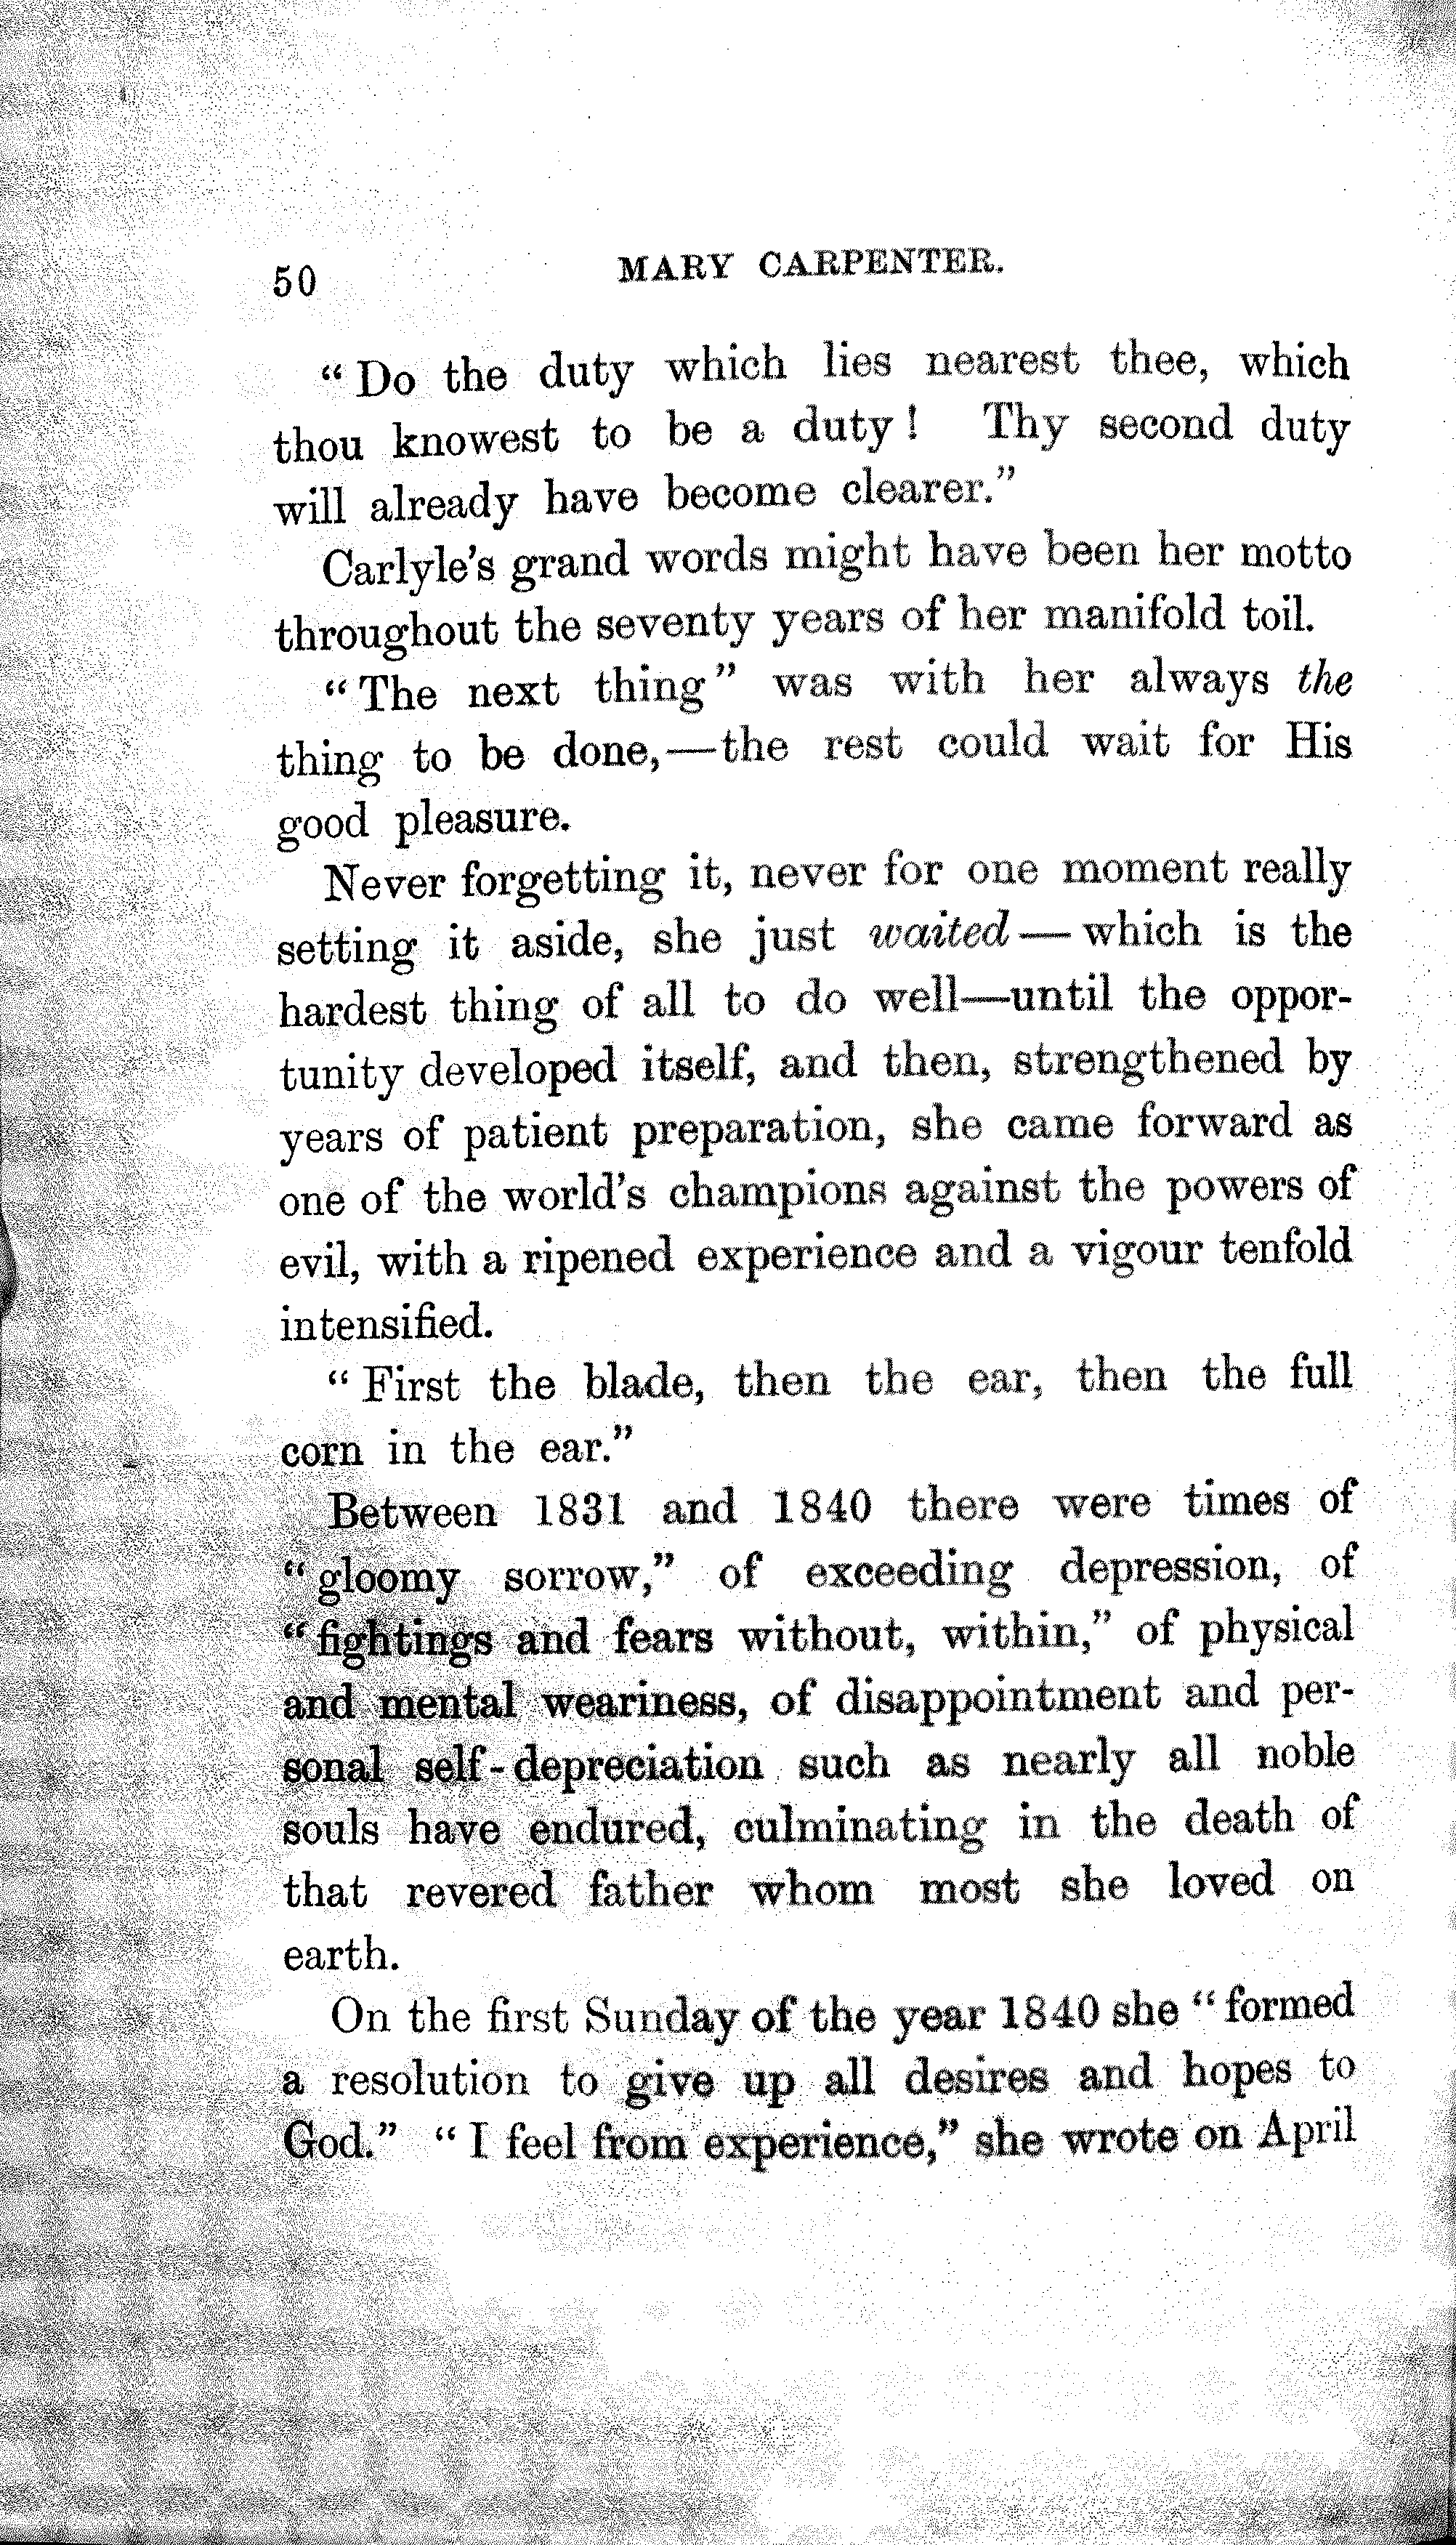 50 MARY CARPENTER.
“Do the duty which lies nearest thee, which
thou knowest to be a duty! Thy second duty
will already have become clearer.”
Carlyle’s grand words might have been her motto
throughout the seventy years of her manifold toil.
“The next thing” was with her always the
thing to be done,—the rest could wait for His
good pleasure.
Never forgetting it, never for one moment really
setting it aside, she just waited—which is the
hardest thing of all to do well—until the oppor-
tunity developed itself, and then, strengthened by
years of patient preparation, she came forward as
one of the world’s champions against the powers of
evil, with a ripened experience and a vigour tenfold
intensified.
“First the blade, then the ear, then the full
corn in the ear.”
Between 1831 and 1840 there were times of
“gloomy sorrow,” of exceeding depression, of
“fightings and fears without, within,” of physical
and mental weariness, of disappointment and per-
sonal self-depreciation such as nearly all noble
souls have endured, culminating in the death of
that revered father whom most she loved on
earth.
On the first Sunday of the year 1840 she “formed
a resolution to give up all desires and hopes to
God.” “I feel from experience,” she wrote on April